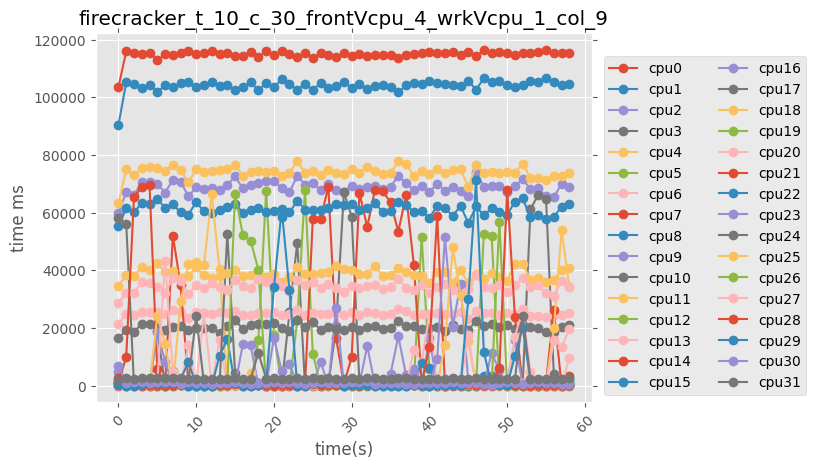 firecracker_t_10_c_30_frontVcpu_4_wrkVcpu_1_col_9
120000
100000
80000
60000
40000
20000
0
time ms
0
10
20
30
40
50
60
time(s)
cpu0
cpu1
cpu2
cpu3
cpu4
cpu5
cpu6
cpu7
cpu8
cpu9
cpu10
cpu11
cpu12
cpu13
cpu14
cpu15
cpu16
cpu17
cpu18
cpu19
cpu20
cpu21
cpu22
cpu23
cpu24
cpu25
cpu26
cpu27
cpu28
cpu29
cpu30
cpu31